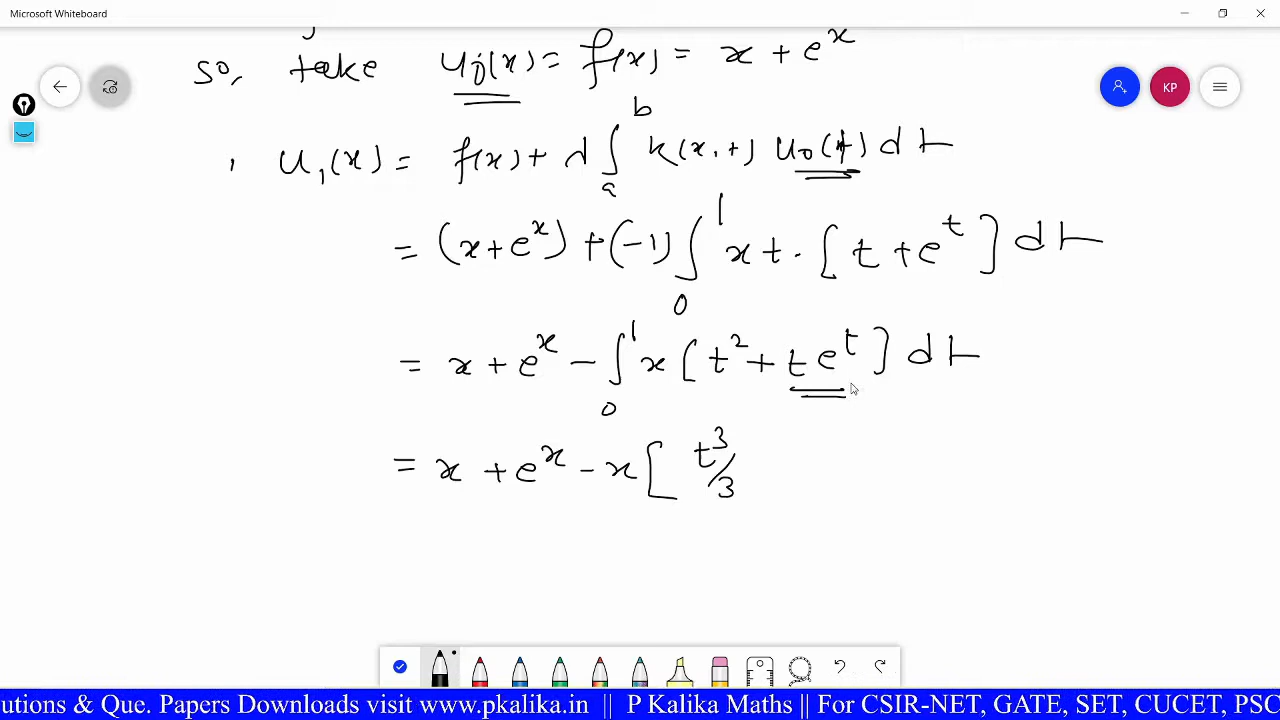 Microsoft Whiteboard
so, take u₀(x) = f(x) = x + eˣ
KP
, u₁(x) = f(x) + λ ∫ₐᵇ k(x,t) u₀(t) dt
= (x+eˣ) + (-1) ∫₀¹ x t · [t + eᵗ] dt
= x + eˣ - ∫₀¹ x [t² + t eᵗ] dt
= x + eˣ - x [ t³/3
utions & Que. Papers Downloads visit www.pkalika.in || P Kalika Maths || For CSIR-NET, GATE, SET, CUCET, PSC